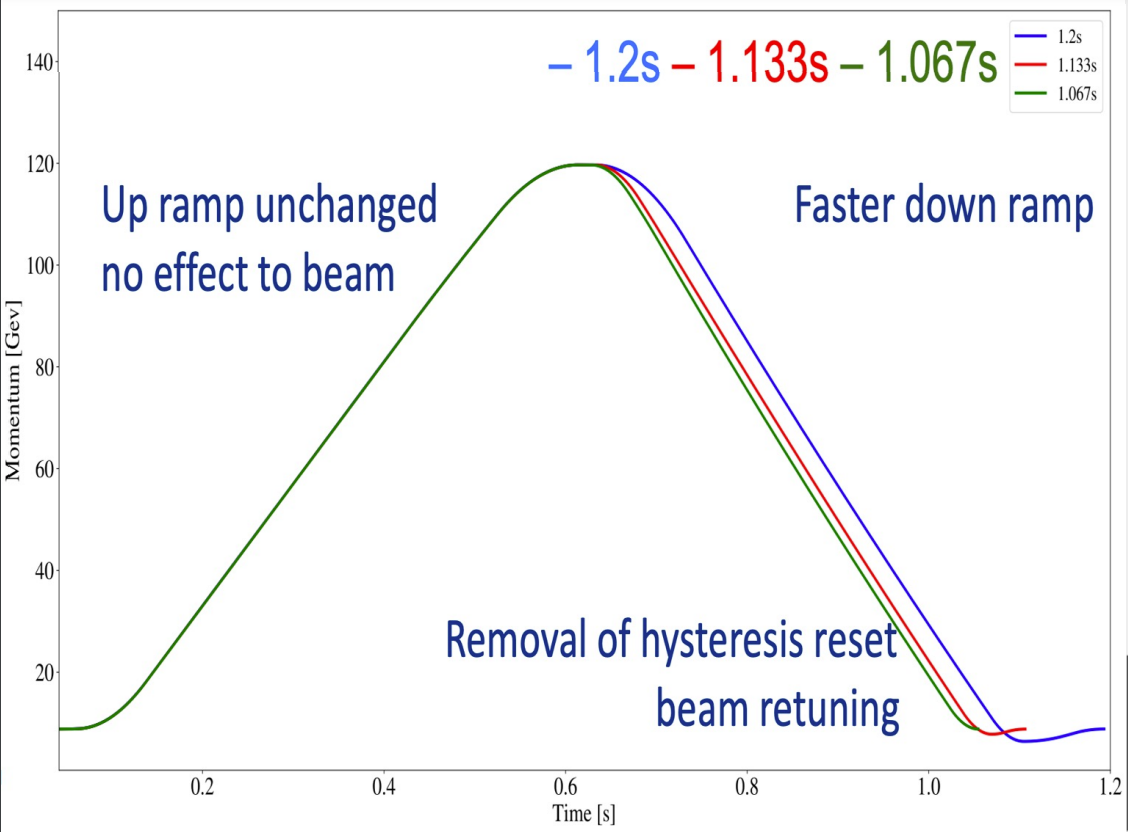 – 1.2s – 1.133s – 1.067s
1.2s
1.133s
1.067s
Up ramp unchanged
no effect to beam
Faster down ramp
Removal of hysteresis reset
beam retuning
Momentum [Gev]
140
120
100
80
60
40
20
0.2 0.4 0.6 0.8 1.0 1.2
Time [s]